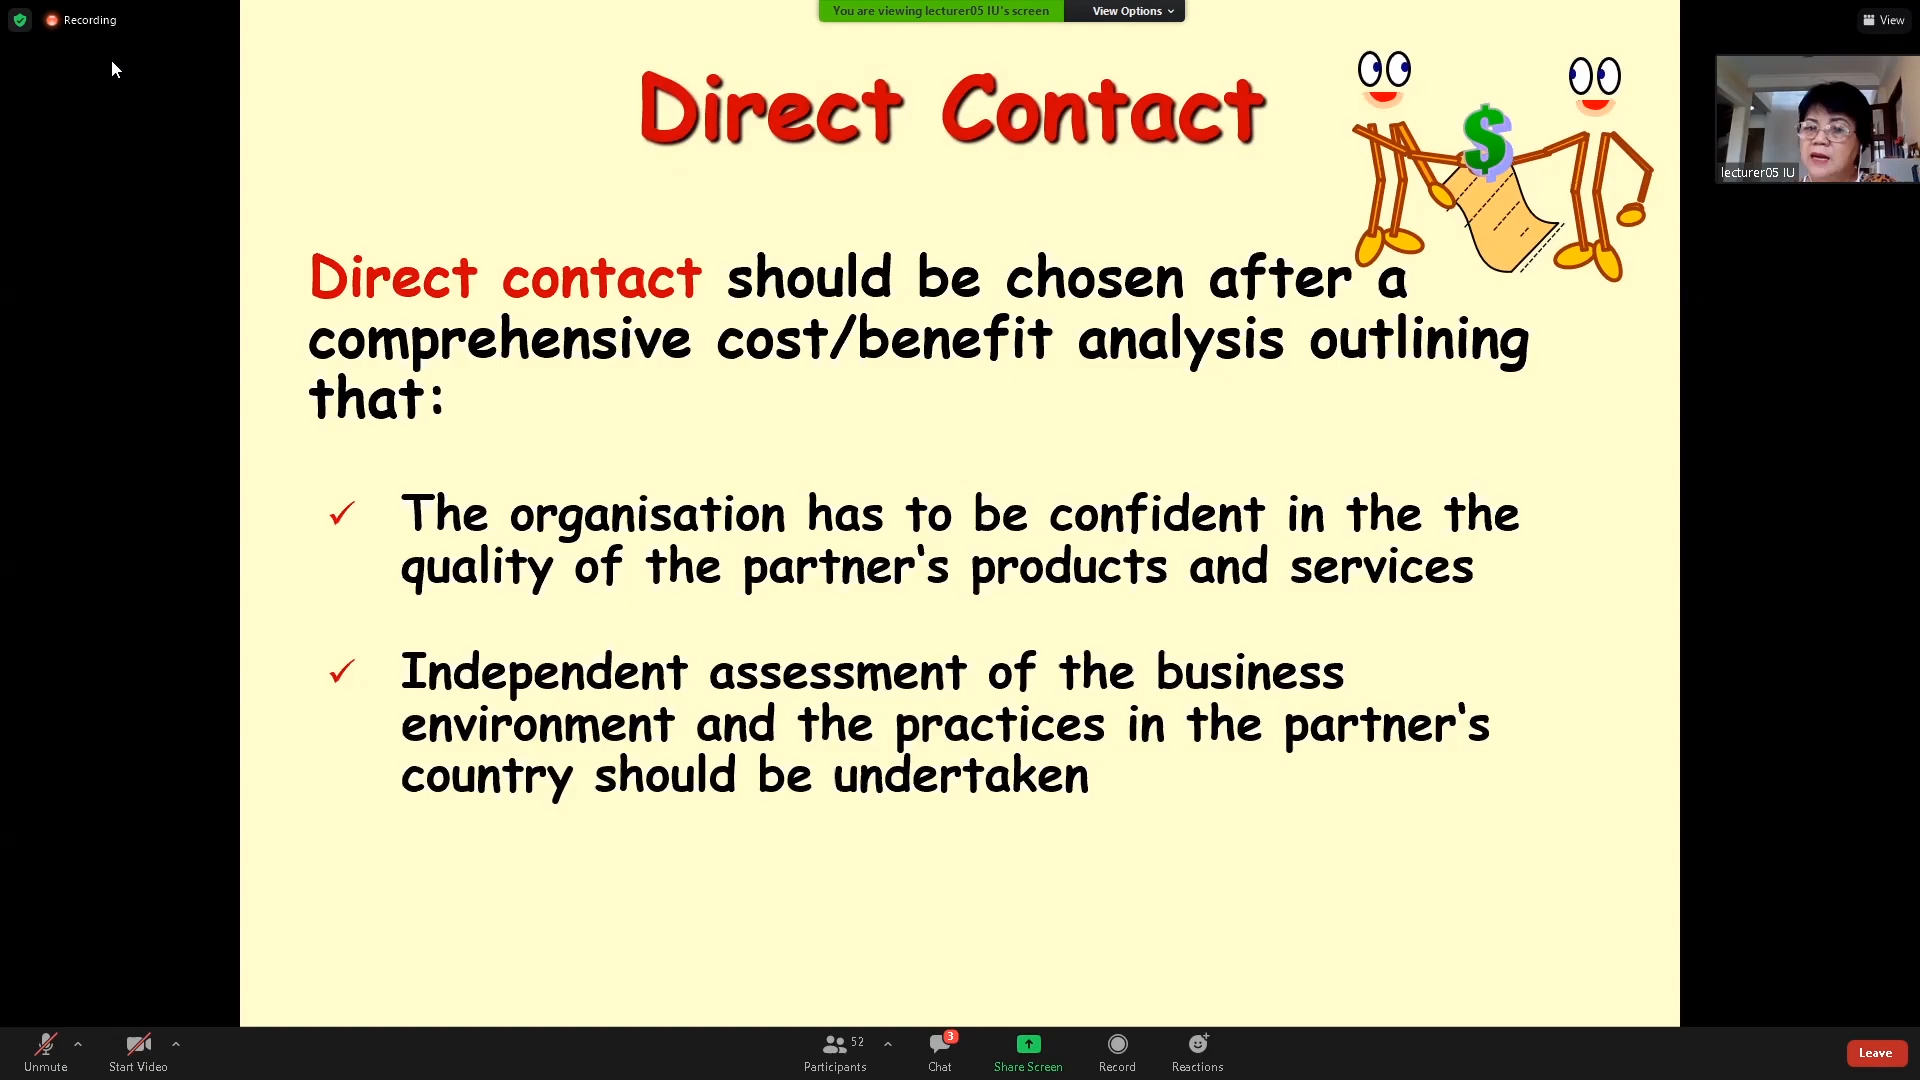 Recording
You are viewing lecturer05 IU's screen
View Options
View
Direct Contact
$
lecturer05 IU
Direct contact should be chosen after a
comprehensive cost/benefit analysis outlining
that:
✓ The organisation has to be confident in the the
quality of the partner's products and services
✓ Independent assessment of the business
environment and the practices in the partner's
country should be undertaken
Unmute
Start Video
52
Participants
3
Chat
Share Screen
Record
Reactions
Leave